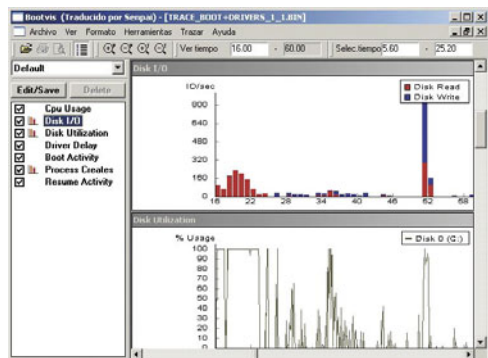 Bootvis (Traducido por Senpai) - [TRACE_BOOT+DRIVERS_1_1.BIN]
Archivo Ver Formato Herramientas Trazar Ayuda
Ver tiempo 16.00 - 60.00 Selec.tiempo 5.60 - 25.20
Default
Edit/Save Delete
Cpu Usage
Disk I/O
Disk Utilization
Driver Delay
Boot Activity
Process Creates
Resume Activity
Disk I/O
IO/sec
Disk Read
Disk Write
800
640
480
320
160
0
16 22 28 34 40 46 52 58
Disk Utilization
% Usage
Disk 0 (C:)
100
90
80
70
60
50
40
30
20
10
0